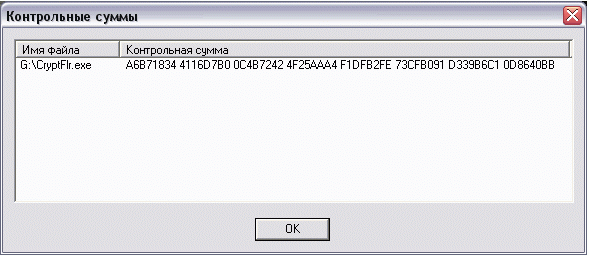 Контрольные суммы
Имя файла Контрольная сумма
G:\CryptFlr.exe A6B71834 4116D7B0 0C4B7242 4F25AAA4 F1DFB2FE 73CFB091 D339B6C1 0D8640BB
OK